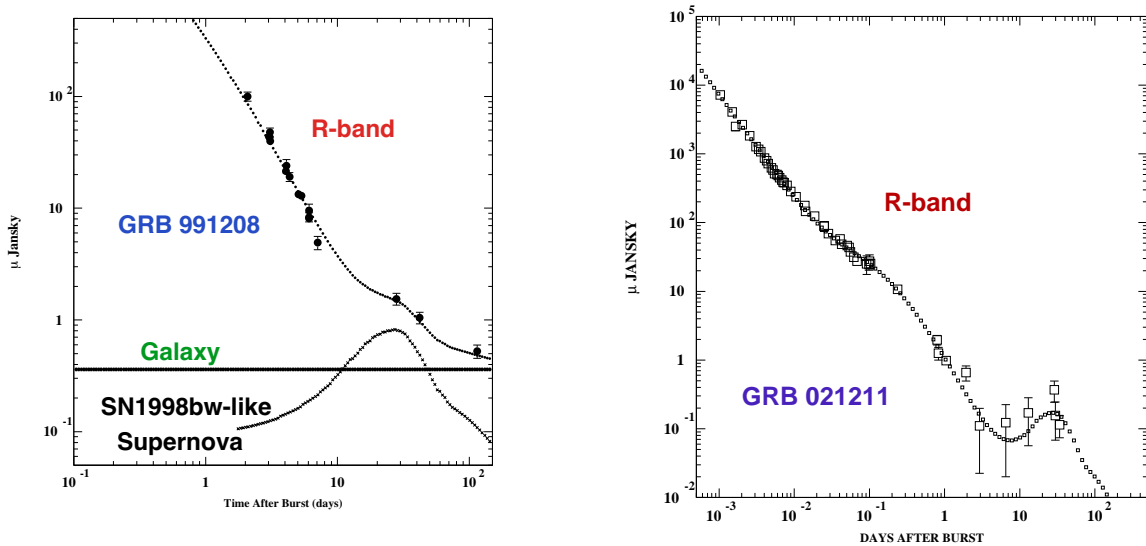 10^2
10
1
10^-1
μ Jansky
R-band
GRB 991208
Galaxy
SN1998bw-like
Supernova
10^-1
1
10
10^2
Time After Burst (days)
10^5
10^4
10^3
10^2
10
1
10^-1
10^-2
μ JANSKY
R-band
GRB 021211
10^-3
10^-2
10^-1
1
10
10^2
DAYS AFTER BURST